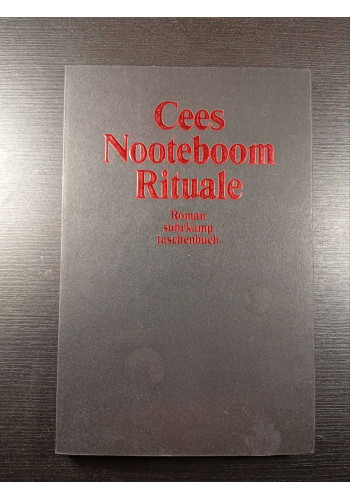 Cees
Nooteboom
Rituale
Roman
suhrkamp
taschenbuch